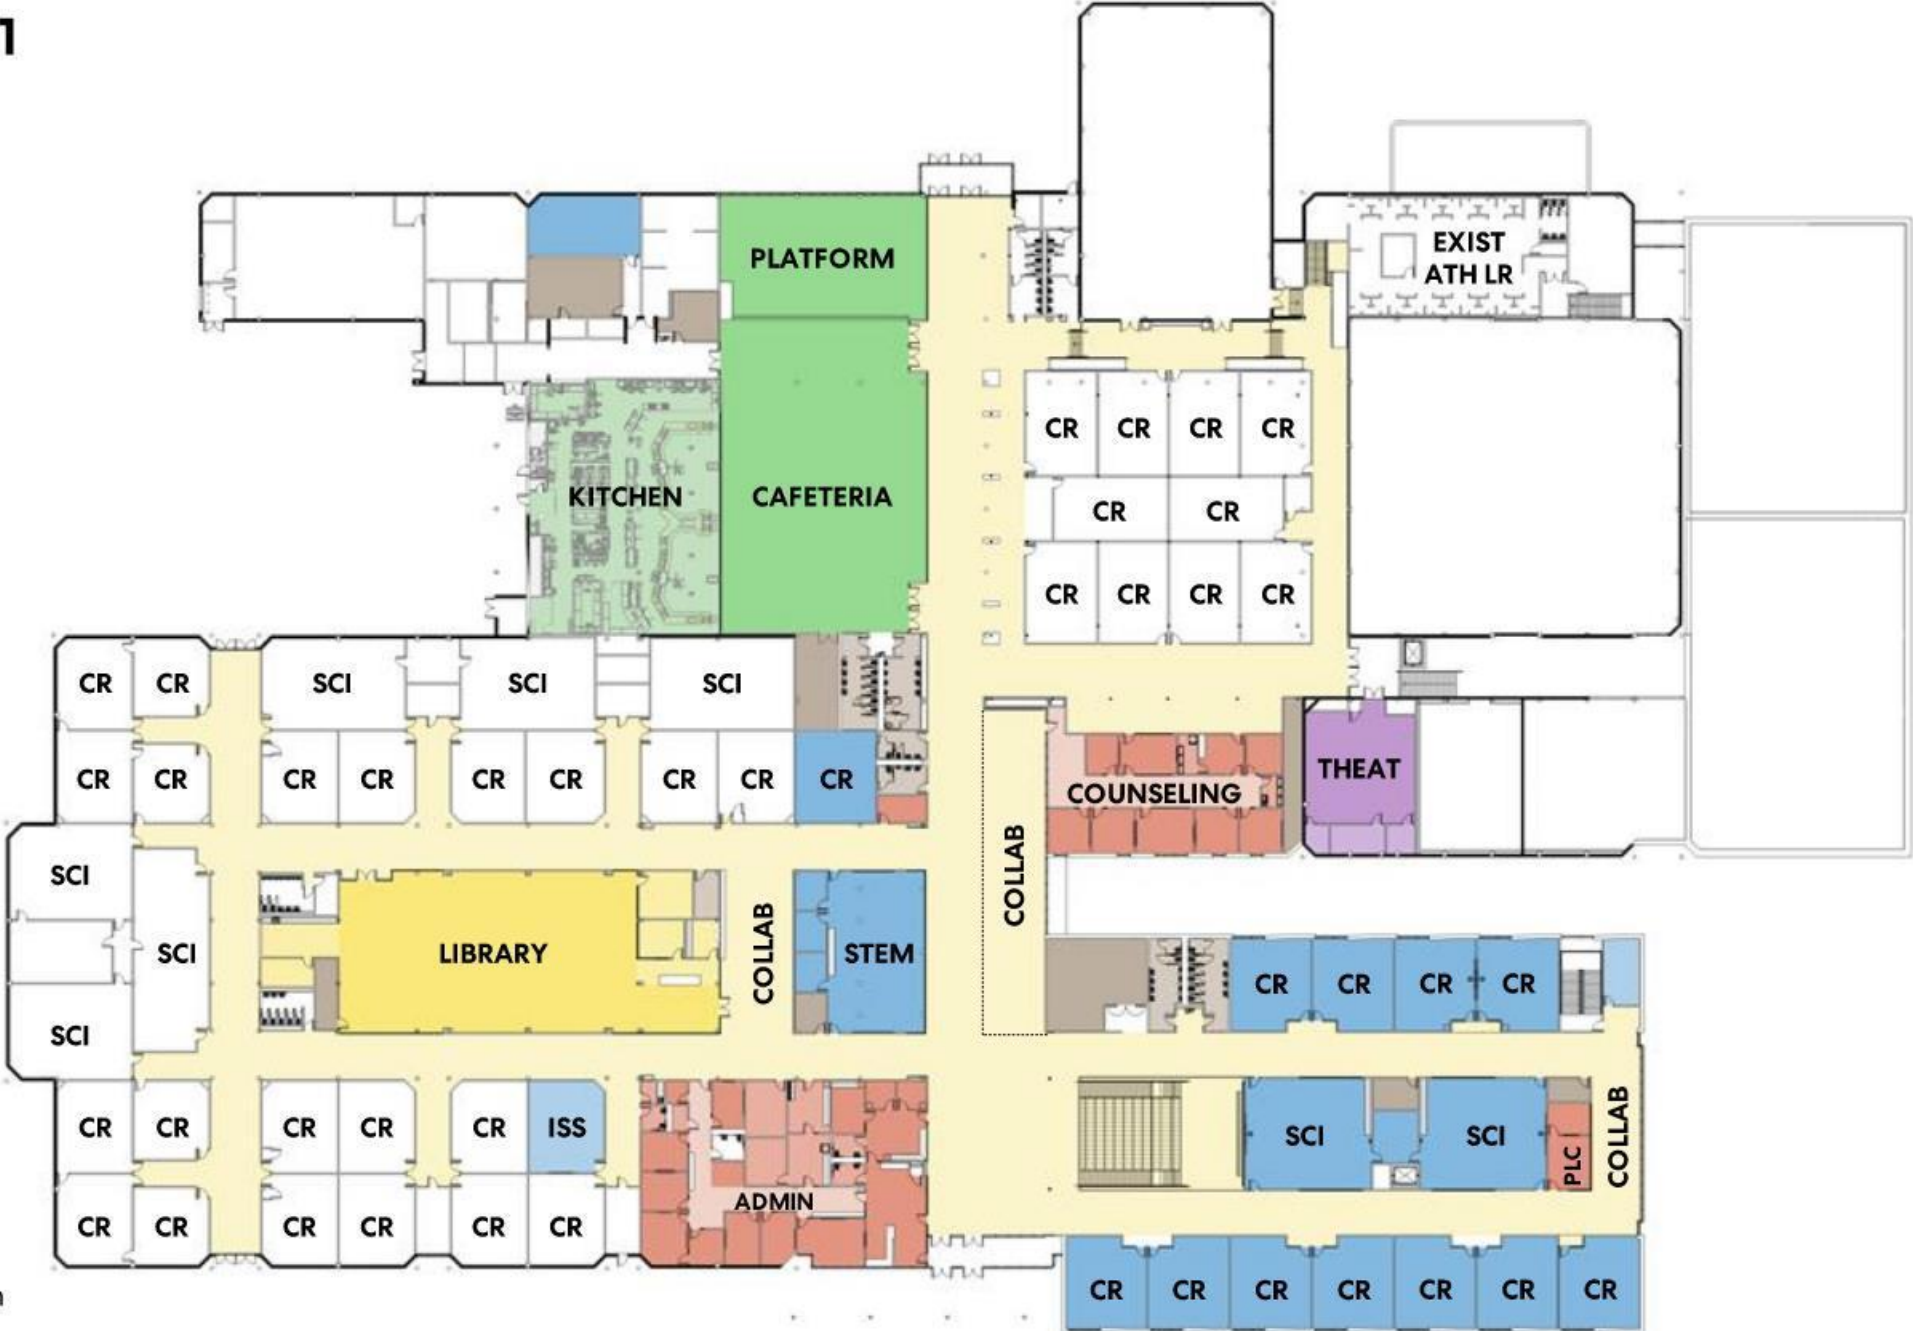 1
PLATFORM
EXIST
ATH LR
CR CR CR CR
KITCHEN CAFETERIA CR CR
CR CR CR CR
CR CR SCI SCI SCI
CR CR CR CR CR CR CR CR CR
THEAT
COUNSELING
COLLAB
SCI
SCI
LIBRARY
COLLAB
STEM
CR CR CR CR
SCI
CR CR CR CR CR ISS
SCI SCI
PLC
COLLAB
ADMIN
CR CR CR CR CR CR
CR CR CR CR CR CR CR